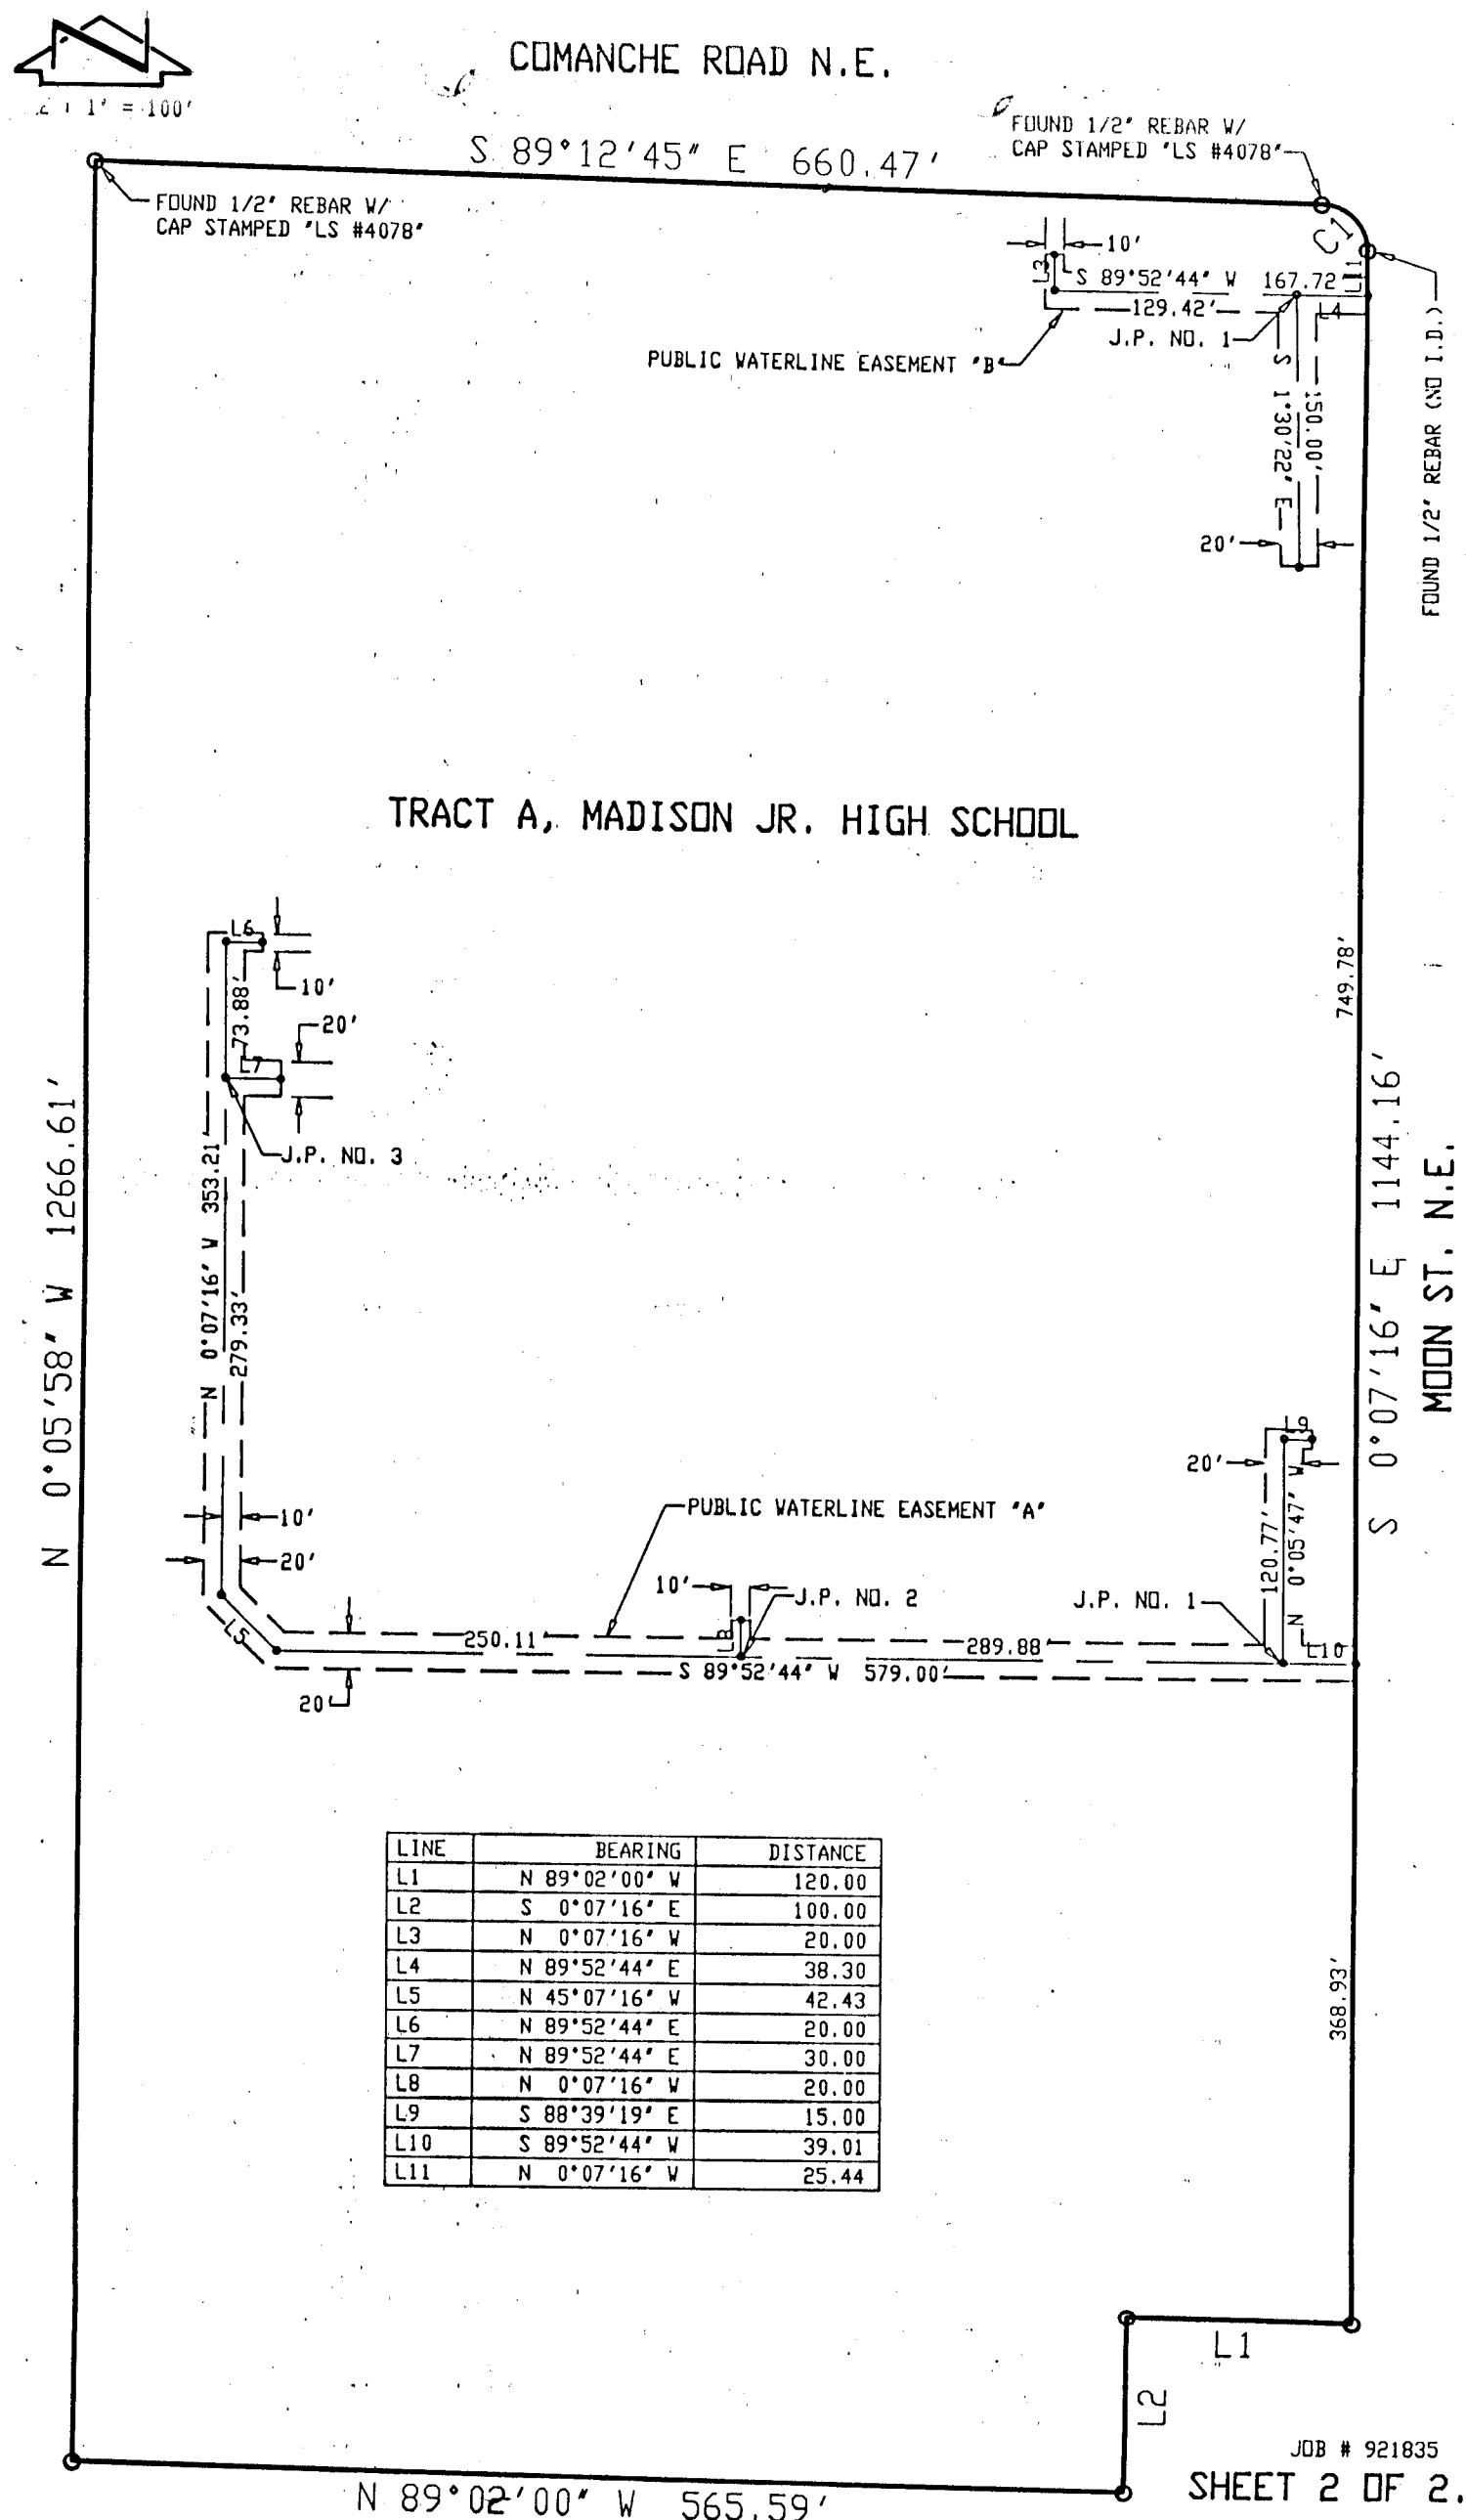 COMANCHE ROAD N.E.
1" = 100'
S 89°12'45" E 660.47'
FOUND 1/2" REBAR W/
CAP STAMPED "LS #4078"
FOUND 1/2" REBAR W/
CAP STAMPED "LS #4078"
C1
10'
L3
S 89°52'44" W 167.72'
L11
129.42'
L4
J.P. NO. 1
PUBLIC WATERLINE EASEMENT "B"
S 1°30'22" E
150.00'
20'
FOUND 1/2" REBAR (NO I.D.)
TRACT A, MADISON JR. HIGH SCHOOL
L6
10'
73.88'
20'
L7
J.P. NO. 3
N 0°07'16" W 353.21'
279.33'
749.78'
N 0°05'58" W 1266.61'
S 0°07'16" E 1144.16'
MOON ST. N.E.
L9
20'
120.77'
N 0°05'47" W
PUBLIC WATERLINE EASEMENT "A"
10'
20'
10'
J.P. NO. 2
J.P. NO. 1
L5
250.11'
L8
289.88'
L10
S 89°52'44" W 579.00'
20'
LINE BEARING DISTANCE
L1 N 89°02'00" W 120.00
L2 S 0°07'16" E 100.00
L3 N 0°07'16" W 20.00
L4 N 89°52'44" E 38.30
L5 N 45°07'16" W 42.43
L6 N 89°52'44" E 20.00
L7 N 89°52'44" E 30.00
L8 N 0°07'16" W 20.00
L9 S 88°39'19" E 15.00
L10 S 89°52'44" W 39.01
L11 N 0°07'16" W 25.44
368.93'
L1
L2
N 89°02'00" W 565.59'
JOB # 921835
SHEET 2 OF 2.